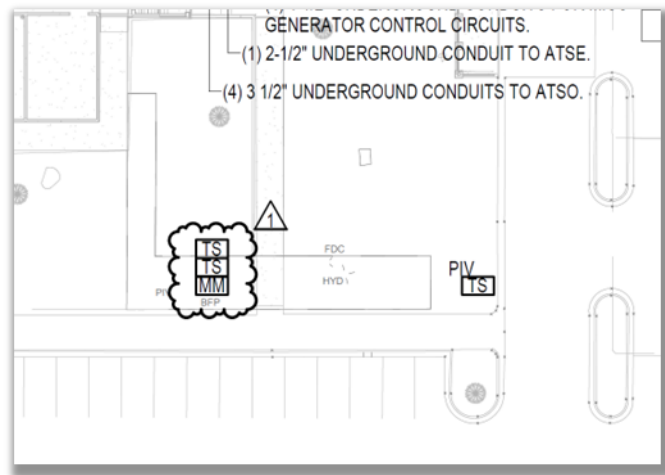 GENERATOR CONTROL CIRCUITS.
(1) 2-1/2" UNDERGROUND CONDUIT TO ATSE.
(4) 3 1/2" UNDERGROUND CONDUITS TO ATSO.
1
TS
TS
MM
PIV
BFP
FDC
HYD
PIV
TS